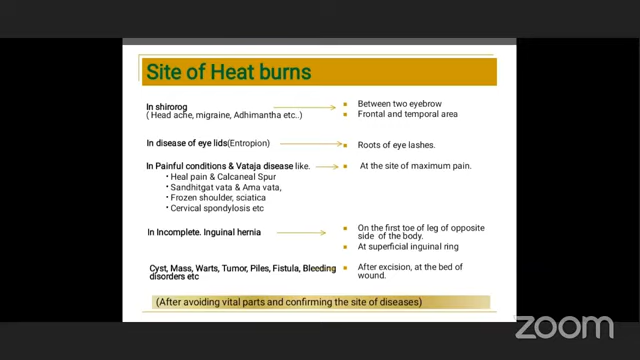 Site of Heat burns
In shirorog
( Head ache, migraine, Adhimantha etc..)
Between two eyebrow
Frontal and temporal area
In disease of eye lids(Entropion)
Roots of eye lashes.
In Painful conditions & Vataja disease like.
At the site of maximum pain.
• Heal pain & Calcaneal Spur
• Sandhitgat vata & Ama vata,
• Frozen shoulder, sciatica
• Cervical spondylosis etc
In Incomplete. Inguinal hernia
On the first toe of leg of opposite
side of the body.
At superficial inguinal ring
Cyst, Mass, Warts, Tumor, Piles, Fistula, Bleeding
disorders etc
After excision, at the bed of
wound.
(After avoiding vital parts and confirming the site of diseases)
zoom